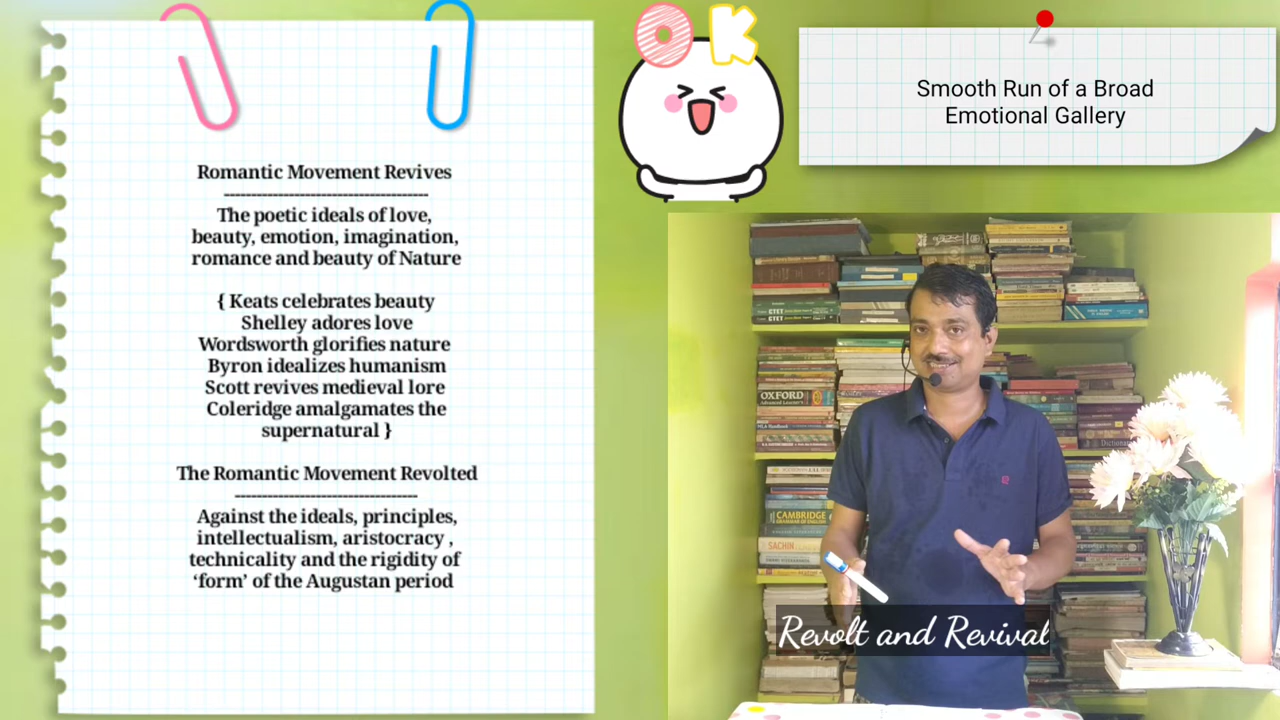 Romantic Movement Revives
-------------------------------------
The poetic ideals of love,
beauty, emotion, imagination,
romance and beauty of Nature
{ Keats celebrates beauty
Shelley adores love
Wordsworth glorifies nature
Byron idealizes humanism
Scott revives medieval lore
Coleridge amalgamates the
supernatural }
The Romantic Movement Revolted
---------------------------------
Against the ideals, principles,
intellectualism, aristocracy ,
technicality and the rigidity of
‘form’ of the Augustan period
OK
Smooth Run of a Broad
Emotional Gallery
OXFORD
CAMBRIDGE
SACHIN
Revolt and Revival